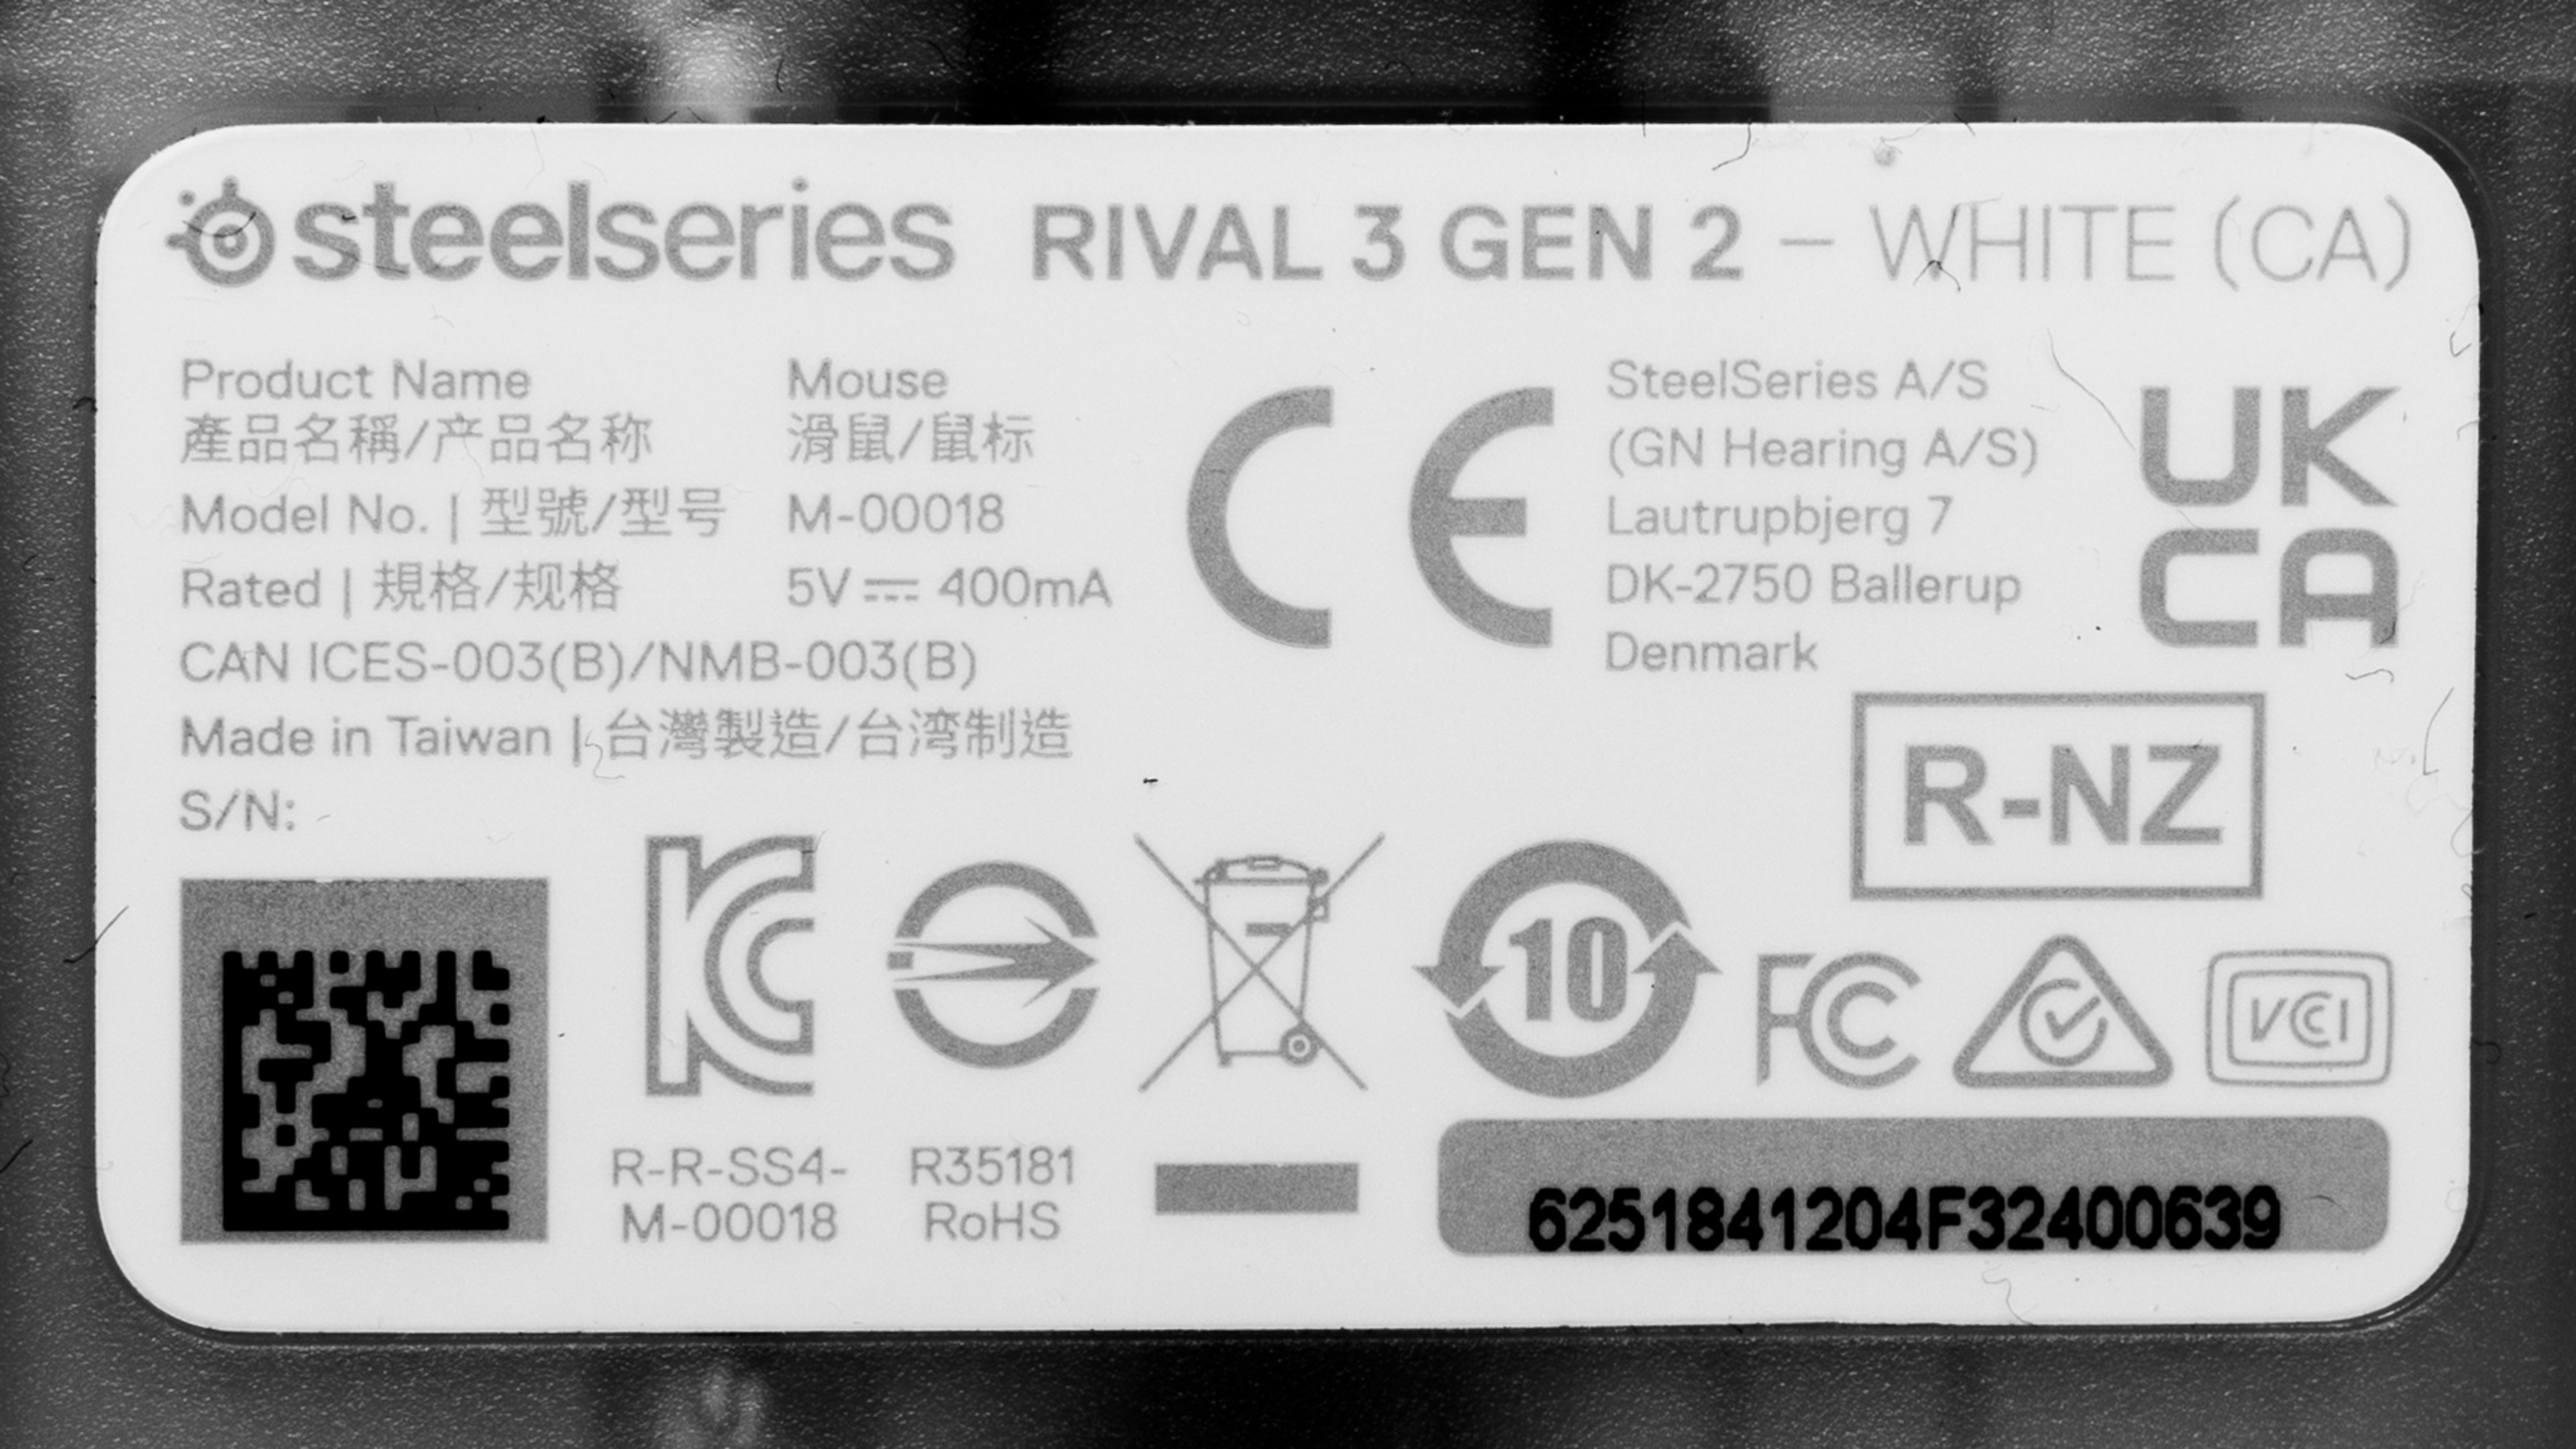 steelseries RIVAL 3 GEN 2 – WHITE (CA)
Product Name Mouse
產品名稱/产品名称 滑鼠/鼠标
Model No. | 型號/型号 M-00018
Rated | 規格/规格 5V ⎓ 400mA
CAN ICES-003(B)/NMB-003(B)
Made in Taiwan | 台灣製造/台湾制造
S/N:
CE
SteelSeries A/S
(GN Hearing A/S)
Lautrupbjerg 7
DK-2750 Ballerup
Denmark
UK
CA
R-NZ
KC
10
FC
VCI
R-R-SS4-
M-00018
R35181
RoHS
6251841204F32400639